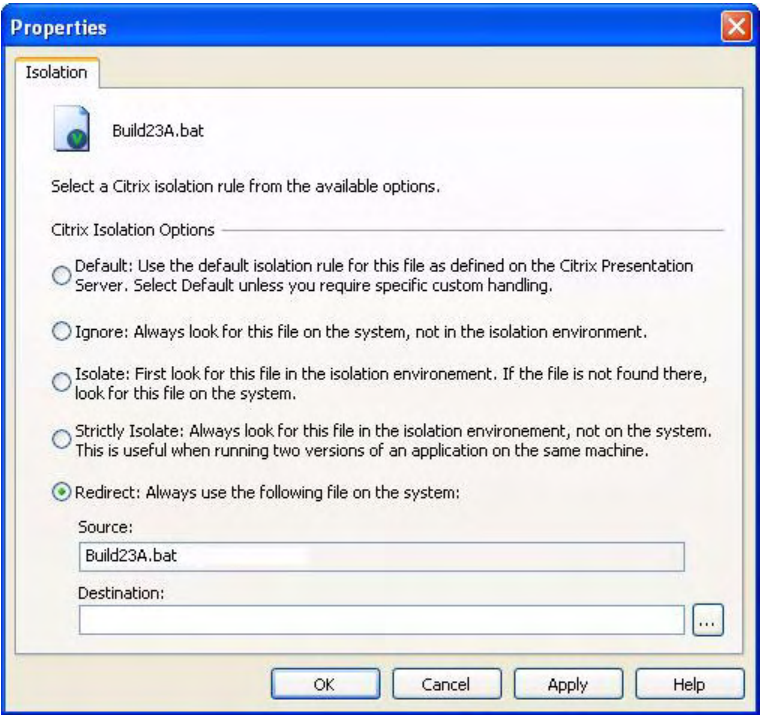 Properties
Isolation
Build23A.bat
Select a Citrix isolation rule from the available options.
Citrix Isolation Options
Default: Use the default isolation rule for this file as defined on the Citrix Presentation
Server. Select Default unless you require specific custom handling.
Ignore: Always look for this file on the system, not in the isolation environment.
Isolate: First look for this file in the isolation environement. If the file is not found there,
look for this file on the system.
Strictly Isolate: Always look for this file in the isolation environement, not on the system.
This is useful when running two versions of an application on the same machine.
Redirect: Always use the following file on the system:
Source:
Build23A.bat
Destination:
...
OK Cancel Apply Help